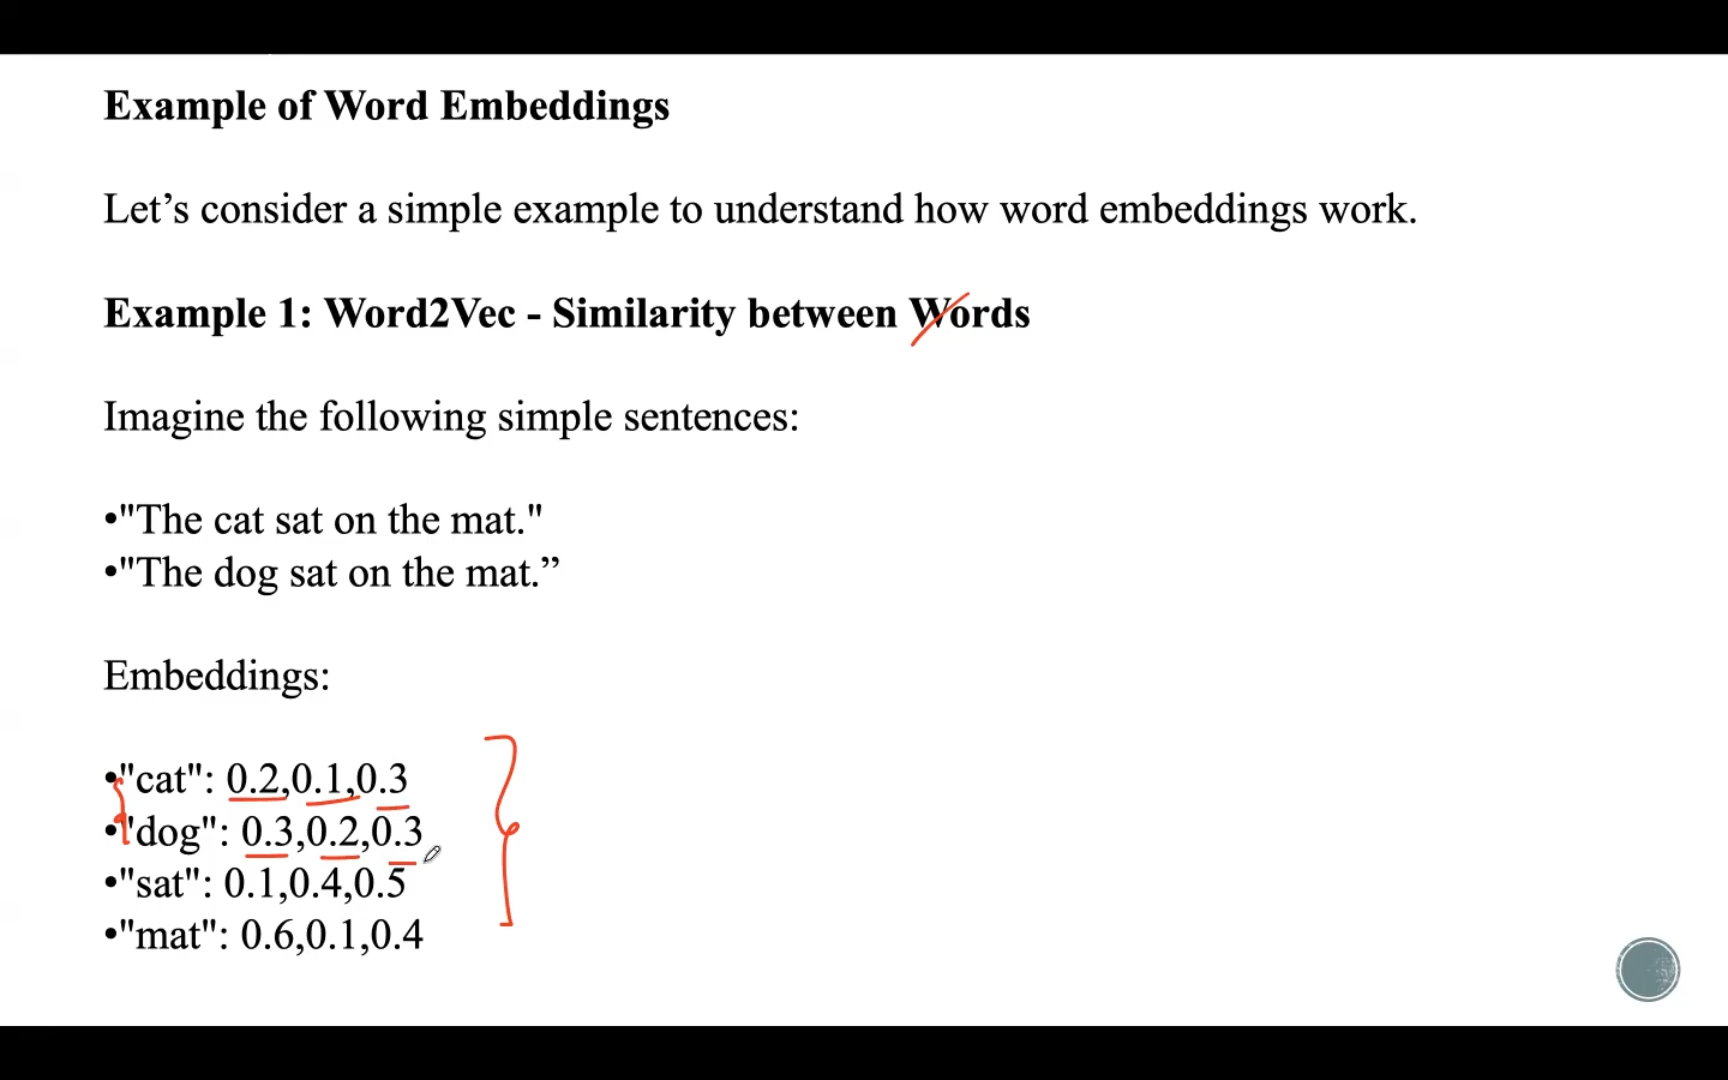 Example of Word Embeddings
Let’s consider a simple example to understand how word embeddings work.
Example 1: Word2Vec - Similarity between Words
Imagine the following simple sentences:
•"The cat sat on the mat."
•"The dog sat on the mat.”
Embeddings:
•"cat": 0.2,0.1,0.3
•"dog": 0.3,0.2,0.3
•"sat": 0.1,0.4,0.5
•"mat": 0.6,0.1,0.4